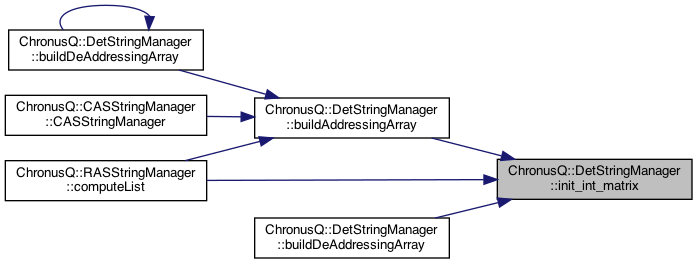 ChronusQ::DetStringManager
::buildDeAddressingArray
ChronusQ::CASStringManager
::CASStringManager
ChronusQ::RASStringManager
::computeList
ChronusQ::DetStringManager
::buildAddressingArray
ChronusQ::DetStringManager
::buildDeAddressingArray
ChronusQ::DetStringManager
::init_int_matrix